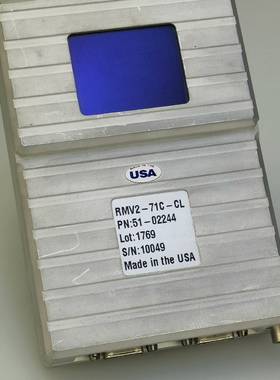 USA
RMV2-71C-CL
PN:51-02244
Lot:1769
S/N:10049
Made in the USA